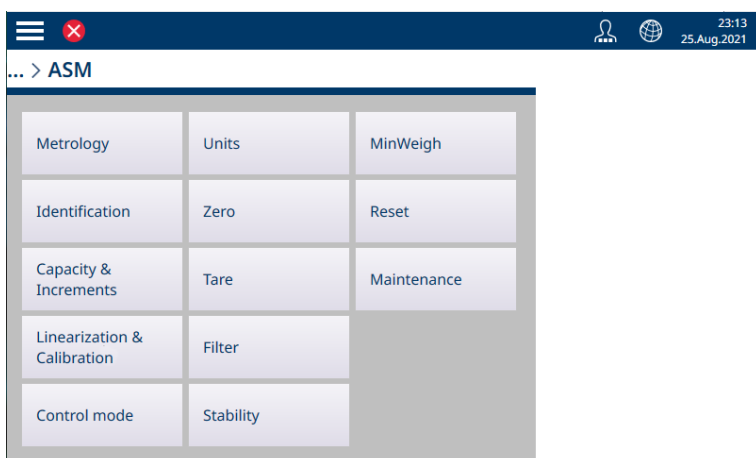 23:13
25.Aug.2021
... > ASM
Metrology
Units
MinWeigh
Identification
Zero
Reset
Capacity &
Increments
Tare
Maintenance
Linearization &
Calibration
Filter
Control mode
Stability